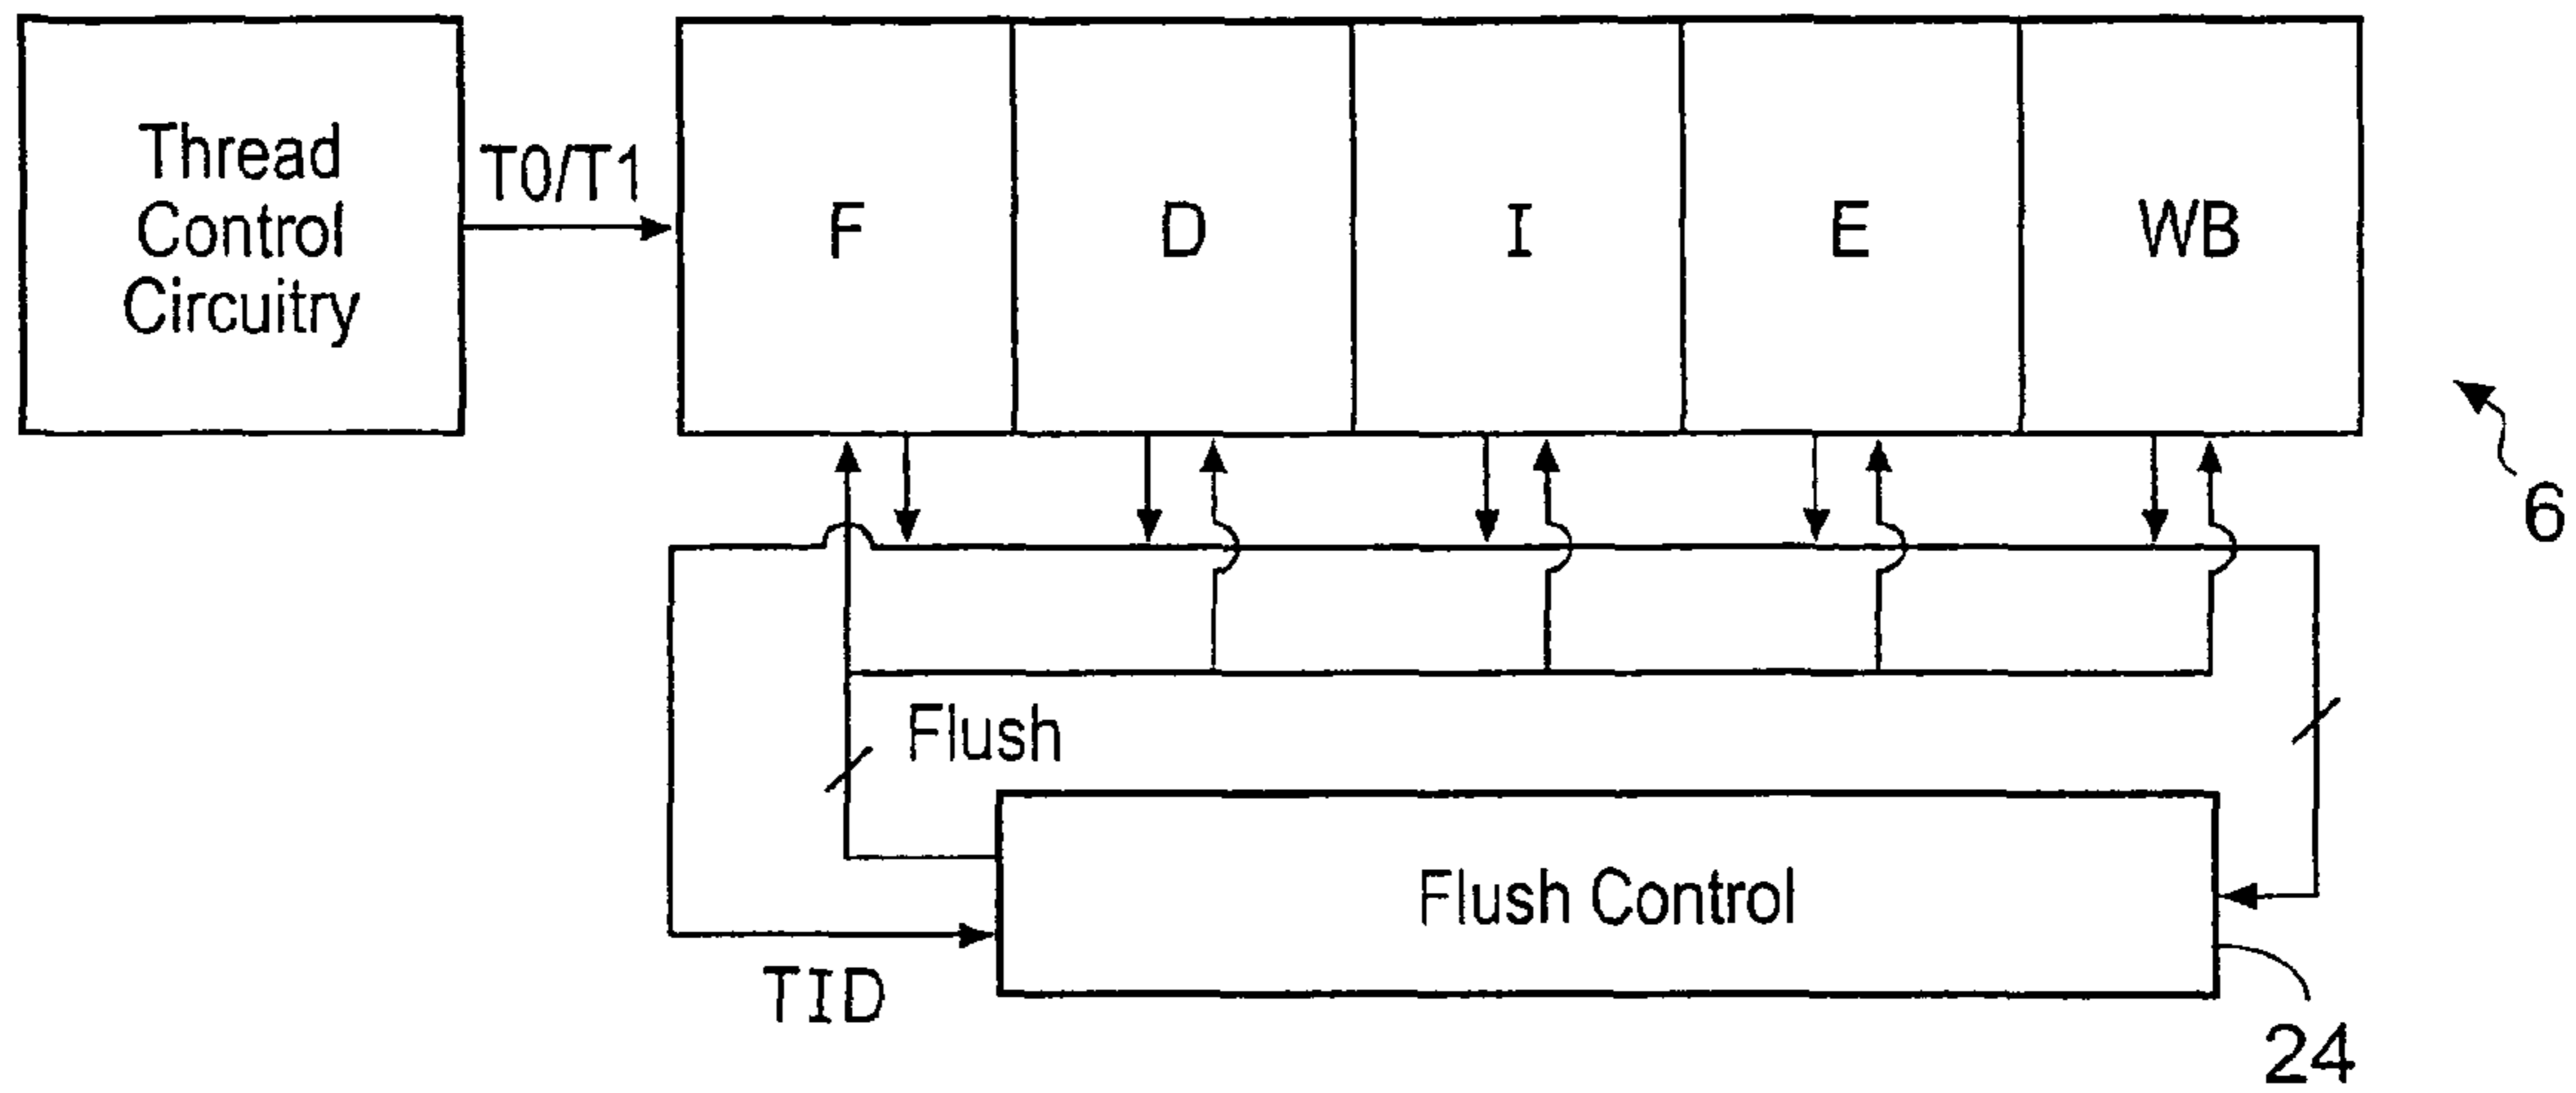 Thread
Control
Circuitry
T0/T1
F
D
I
E
WB
6
Flush
Flush Control
TID
24